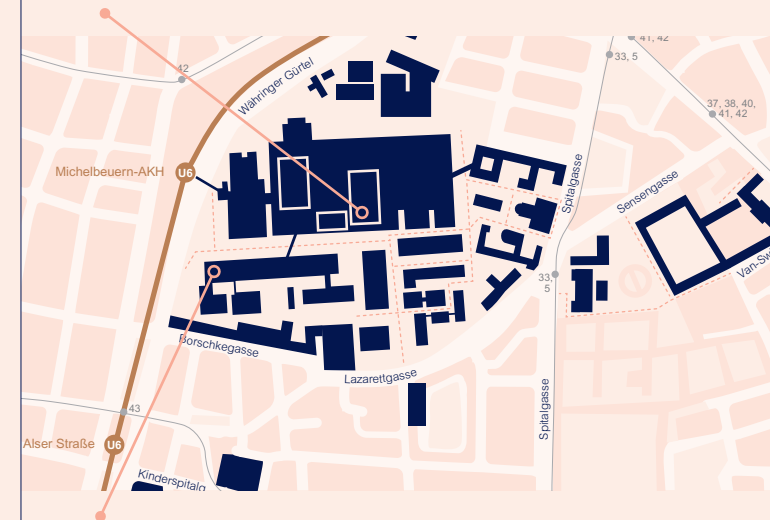 41, 42
33, 5
42
Währinger Gürtel
37, 38, 40,
41, 42
Michelbeuern-AKH
U6
Spitalgasse
Sensengasse
Van-Sw
33,
5
Borschkegasse
Lazarettgasse
Spitalgasse
43
Alser Straße
U6
Kinderspitalg